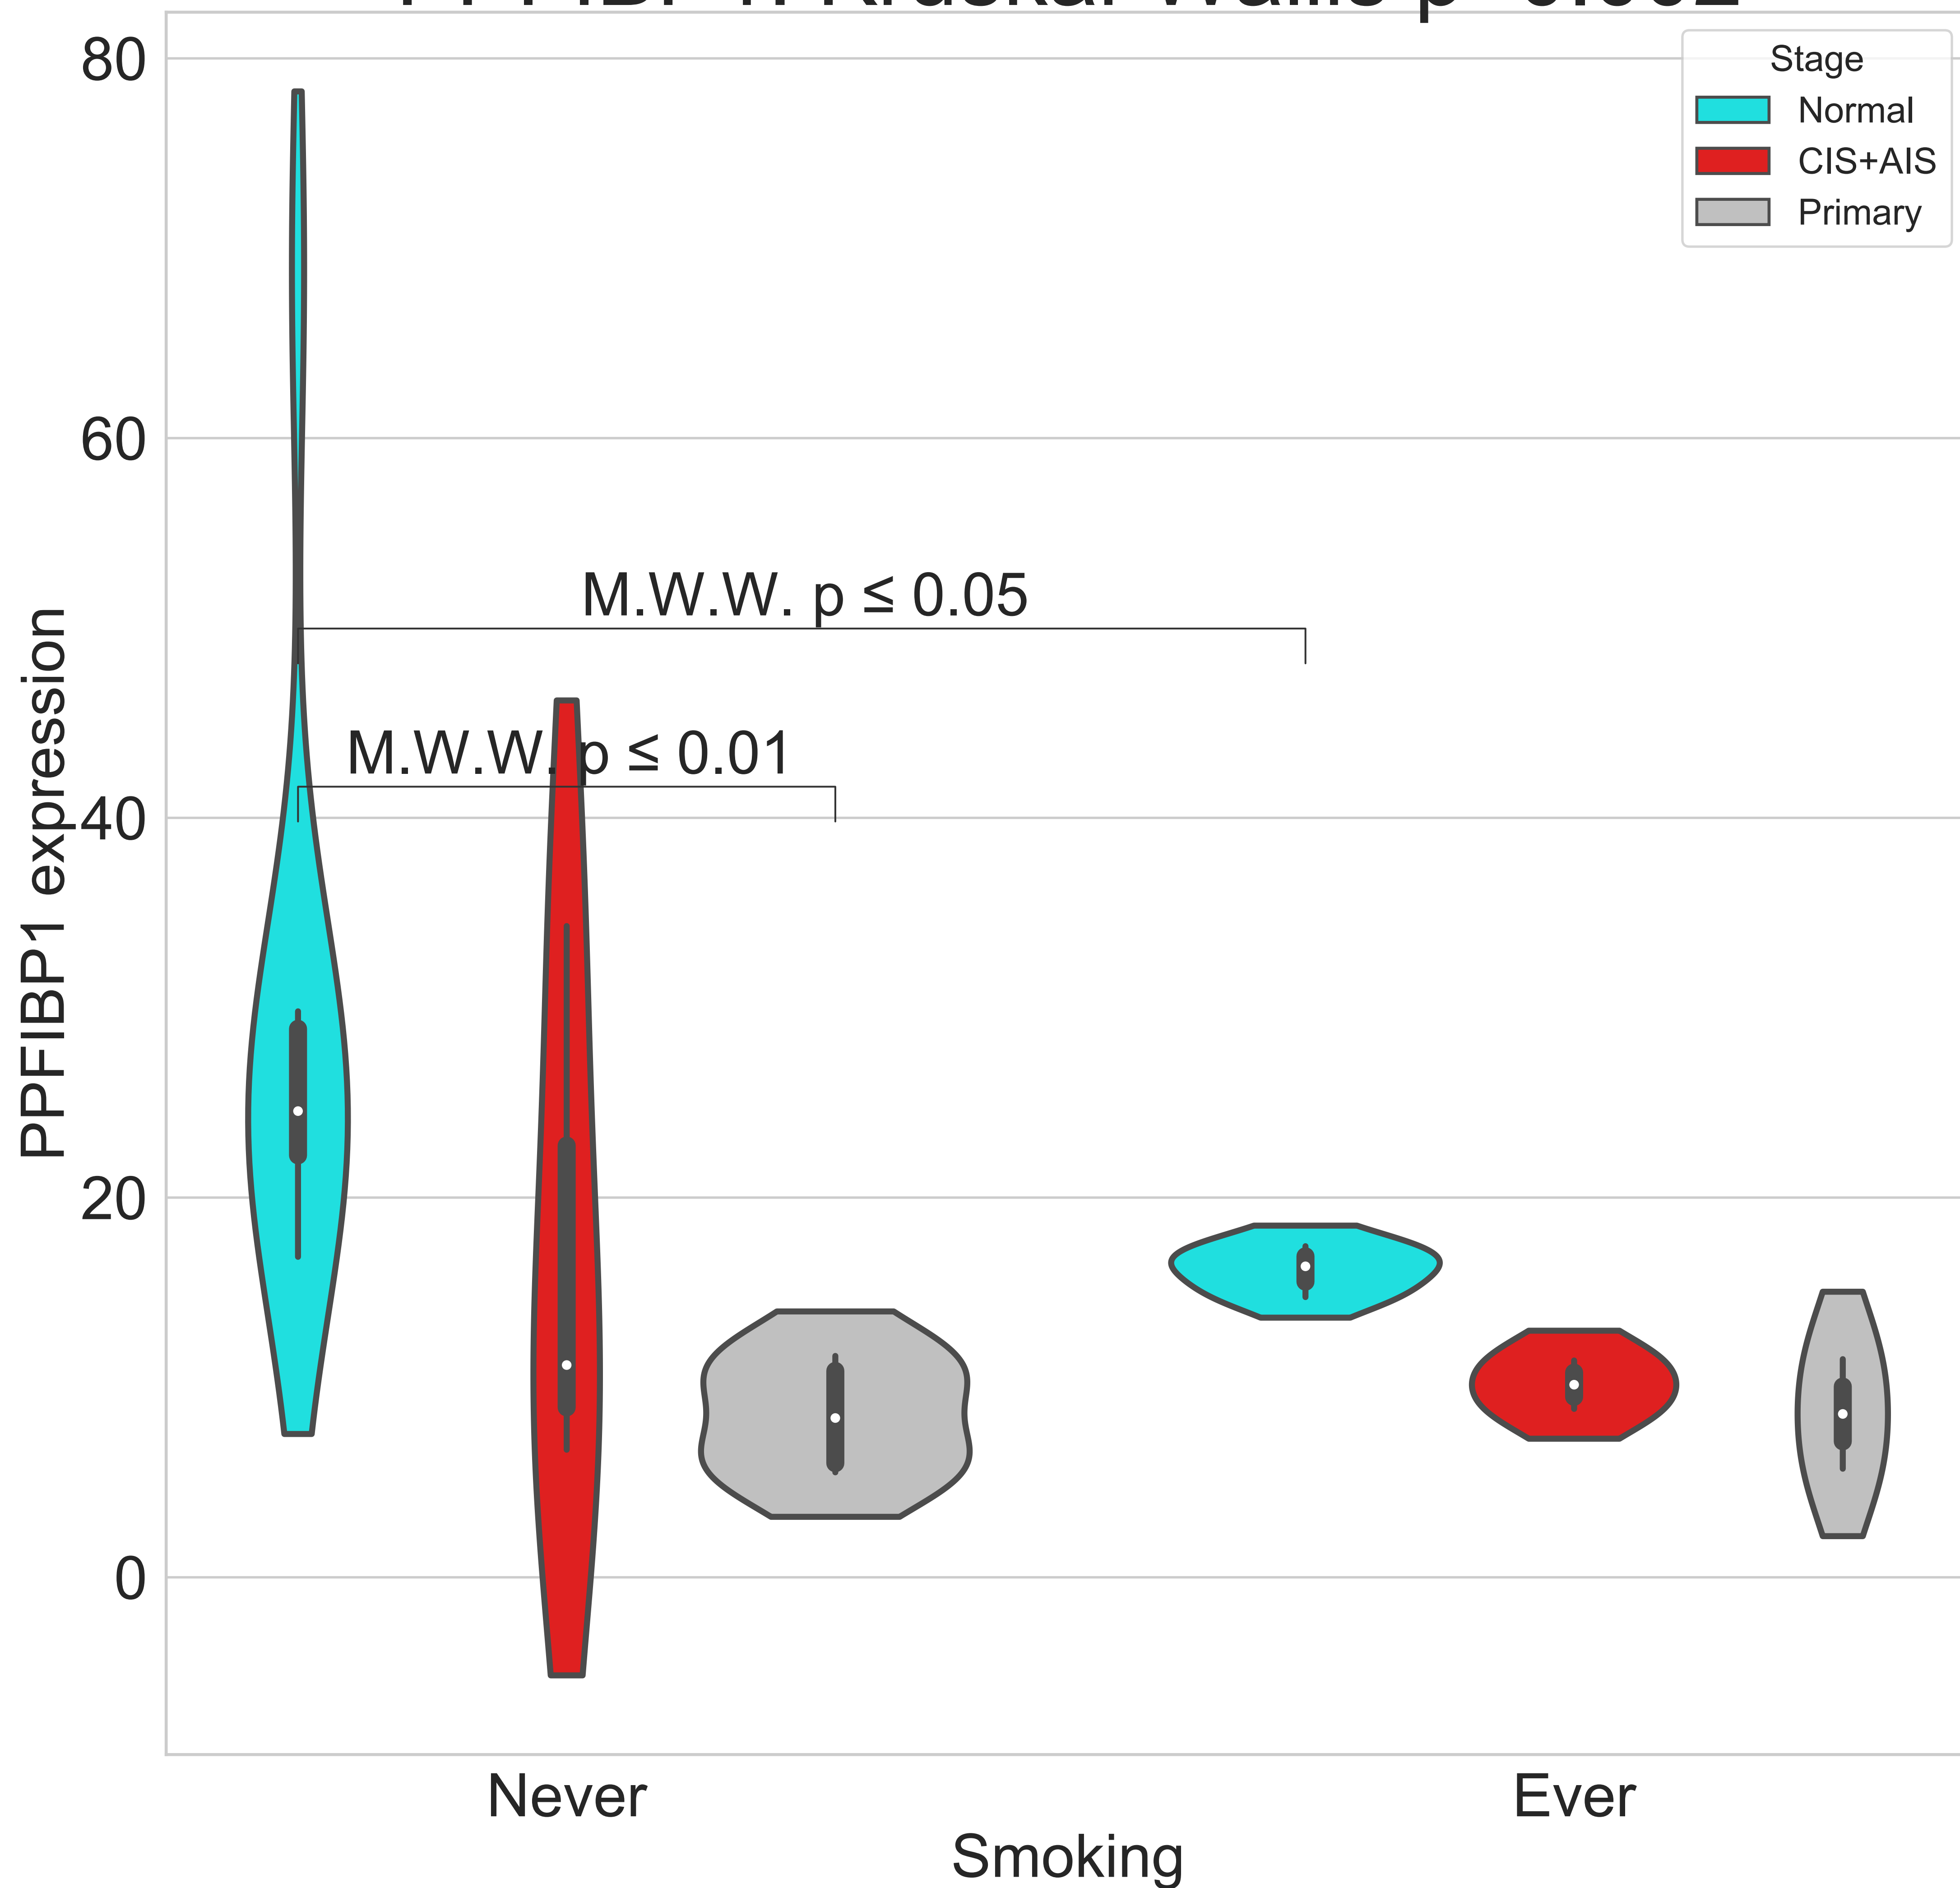 80
60
40
20
0
PPFIBP1 expression
Stage
Normal
CIS+AIS
Primary
M.W.W. p ≤ 0.05
M.W.W. p ≤ 0.01
Never
Ever
Smoking